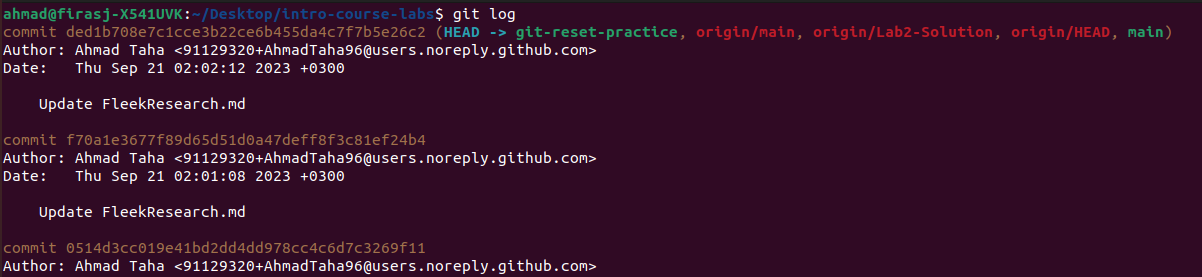 ahmad@firasj-X541UVK:~/Desktop/intro-course-labs$ git log
commit ded1b708e7c1cce3b22ce6b455da4c7f7b5e26c2 (HEAD -> git-reset-practice, origin/main, origin/Lab2-Solution, origin/HEAD, main)
Author: Ahmad Taha <91129320+AhmadTaha96@users.noreply.github.com>
Date:   Thu Sep 21 02:02:12 2023 +0300
Update FleekResearch.md
commit f70a1e3677f89d65d51d0a47deff8f3c81ef24b4
Author: Ahmad Taha <91129320+AhmadTaha96@users.noreply.github.com>
Date:   Thu Sep 21 02:01:08 2023 +0300
Update FleekResearch.md
commit 0514d3cc019e41bd2dd4dd978cc4c6d7c3269f11
Author: Ahmad Taha <91129320+AhmadTaha96@users.noreply.github.com>